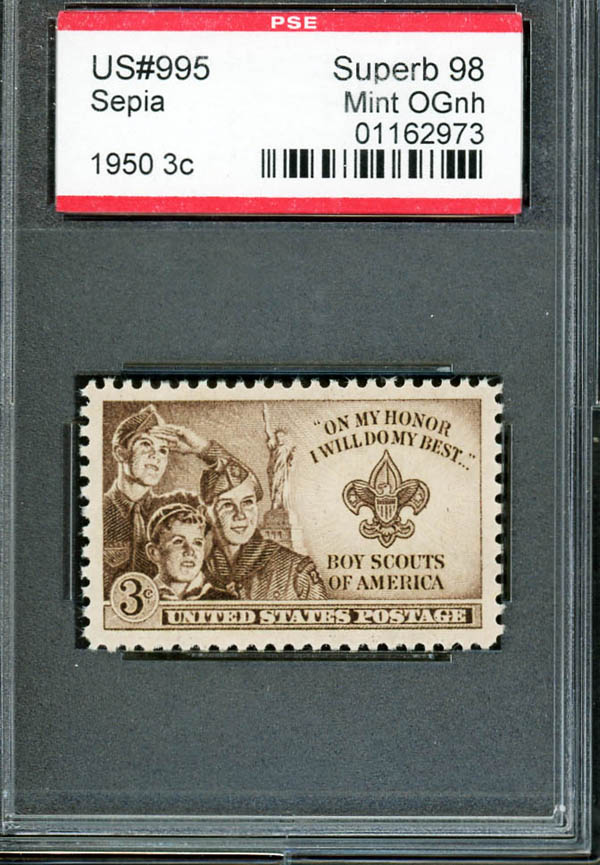 PSE
US#995 Superb 98
Sepia Mint OGnh
01162973
1950 3c
"ON MY HONOR
I WILL DO MY BEST..."
BOY SCOUTS
OF AMERICA
3c
UNITED STATES POSTAGE